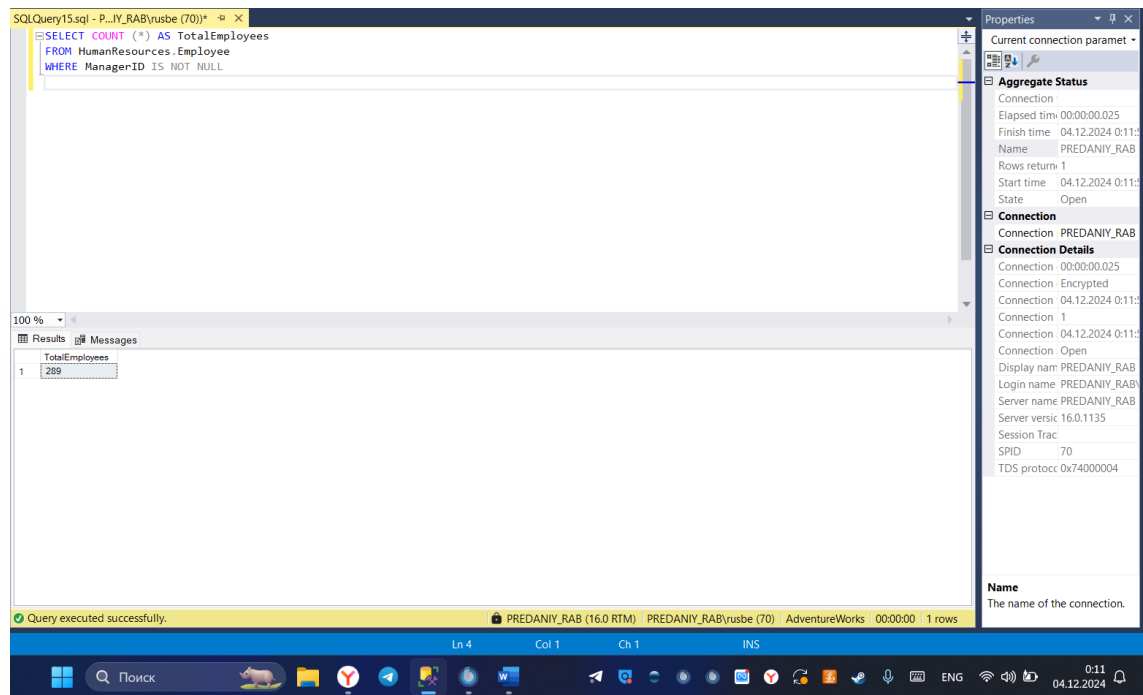 SQLQuery15.sql - P...IY_RAB\rusbe (70))*
SELECT COUNT (*) AS TotalEmployees
FROM HumanResources.Employee
WHERE ManagerID IS NOT NULL
100 %
Results Messages
TotalEmployees
1 289
Query executed successfully.
PREDANIY_RAB (16.0 RTM) PREDANIY_RAB\rusbe (70) AdventureWorks 00:00:00 1 rows
Properties
Current connection paramet
Aggregate Status
Connection
Elapsed tim 00:00:00.025
Finish time 04.12.2024 0:11:5
Name PREDANIY_RAB
Rows return 1
Start time 04.12.2024 0:11:5
State Open
Connection
Connection PREDANIY_RAB
Connection Details
Connection 00:00:00.025
Connection Encrypted
Connection 04.12.2024 0:11:5
Connection 1
Connection 04.12.2024 0:11:5
Connection Open
Display nam PREDANIY_RAB
Login name PREDANIY_RAB\
Server name PREDANIY_RAB
Server versic 16.0.1135
Session Trac
SPID 70
TDS protocc 0x74000004
Name
The name of the connection.
Ln 4 Col 1 Ch 1 INS
Поиск
ENG
0:11
04.12.2024